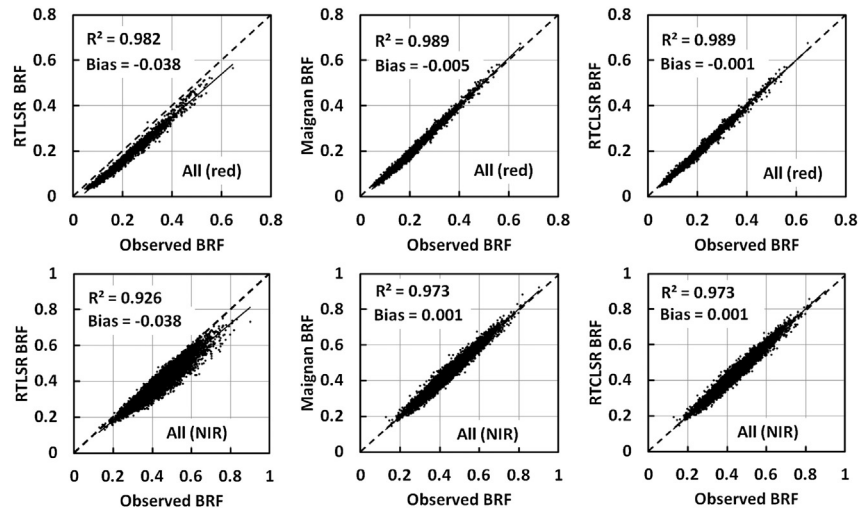 0.8
0.6
0.4
0.2
0
RTLSR BRF
R² = 0.982
Bias = -0.038
All (red)
0 0.2 0.4 0.6 0.8
Observed BRF
0.8
0.6
0.4
0.2
0
Maignan BRF
R² = 0.989
Bias = -0.005
All (red)
0 0.2 0.4 0.6 0.8
Observed BRF
0.8
0.6
0.4
0.2
0
RTCLSR BRF
R² = 0.989
Bias = -0.001
All (red)
0 0.2 0.4 0.6 0.8
Observed BRF
1
0.8
0.6
0.4
0.2
0
RTLSR BRF
R² = 0.926
Bias = -0.038
All (NIR)
0 0.2 0.4 0.6 0.8 1
Observed BRF
1
0.8
0.6
0.4
0.2
0
Maignan BRF
R² = 0.973
Bias = 0.001
All (NIR)
0 0.2 0.4 0.6 0.8 1
Observed BRF
1
0.8
0.6
0.4
0.2
0
RTCLSR BRF
R² = 0.973
Bias = 0.001
All (NIR)
0 0.2 0.4 0.6 0.8 1
Observed BRF